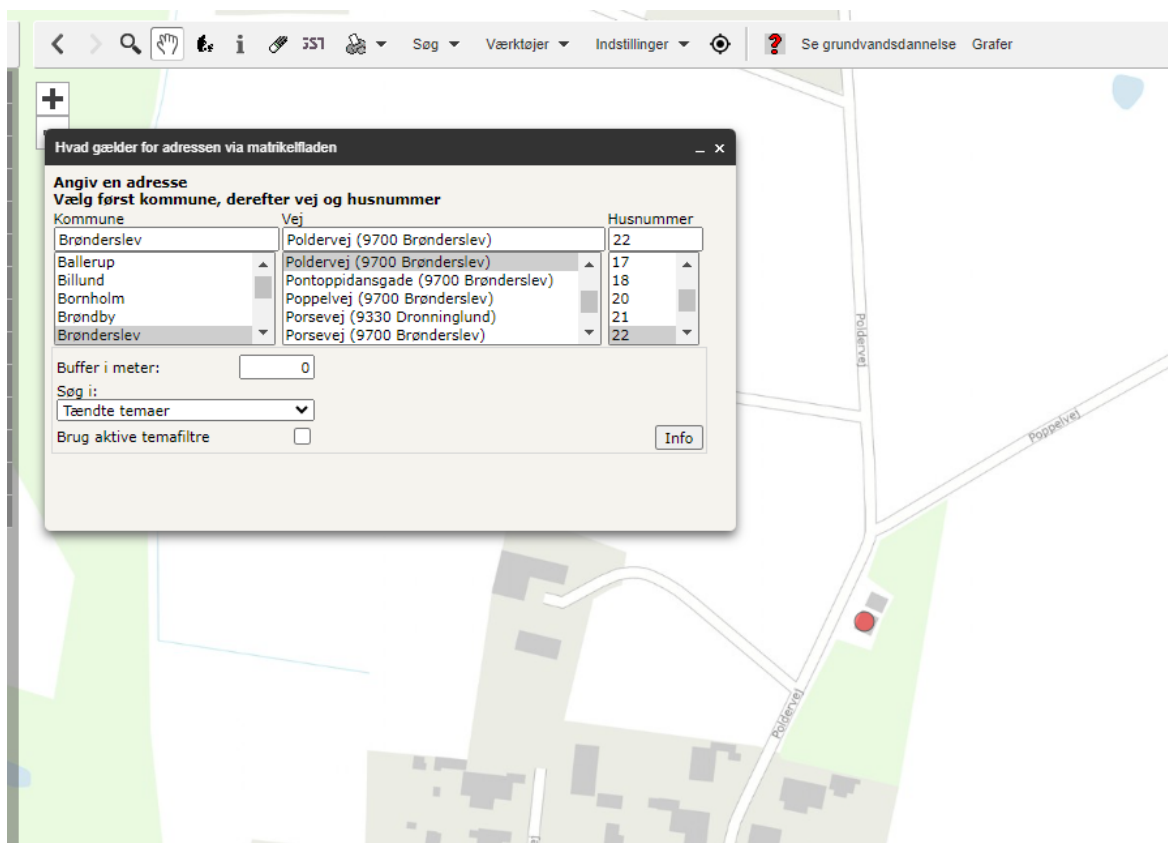 Søg
Værktøjer
Indstillinger
?
Se grundvandsdannelse
Grafer
Hvad gælder for adressen via matrikelfladen
Angiv en adresse
Vælg først kommune, derefter vej og husnummer
Kommune Vej Husnummer
Brønderslev Poldervej (9700 Brønderslev) 22
Ballerup Poldervej (9700 Brønderslev) 17
Billund Pontoppidansgade (9700 Brønderslev) 18
Bornholm Poppelvej (9700 Brønderslev) 20
Brøndby Porsevej (9330 Dronninglund) 21
Brønderslev Porsevej (9700 Brønderslev) 22
Buffer i meter: 0
Søg i:
Tændte temaer
Brug aktive temafiltre Info
Poldervej
Poppelvej
Poldervej